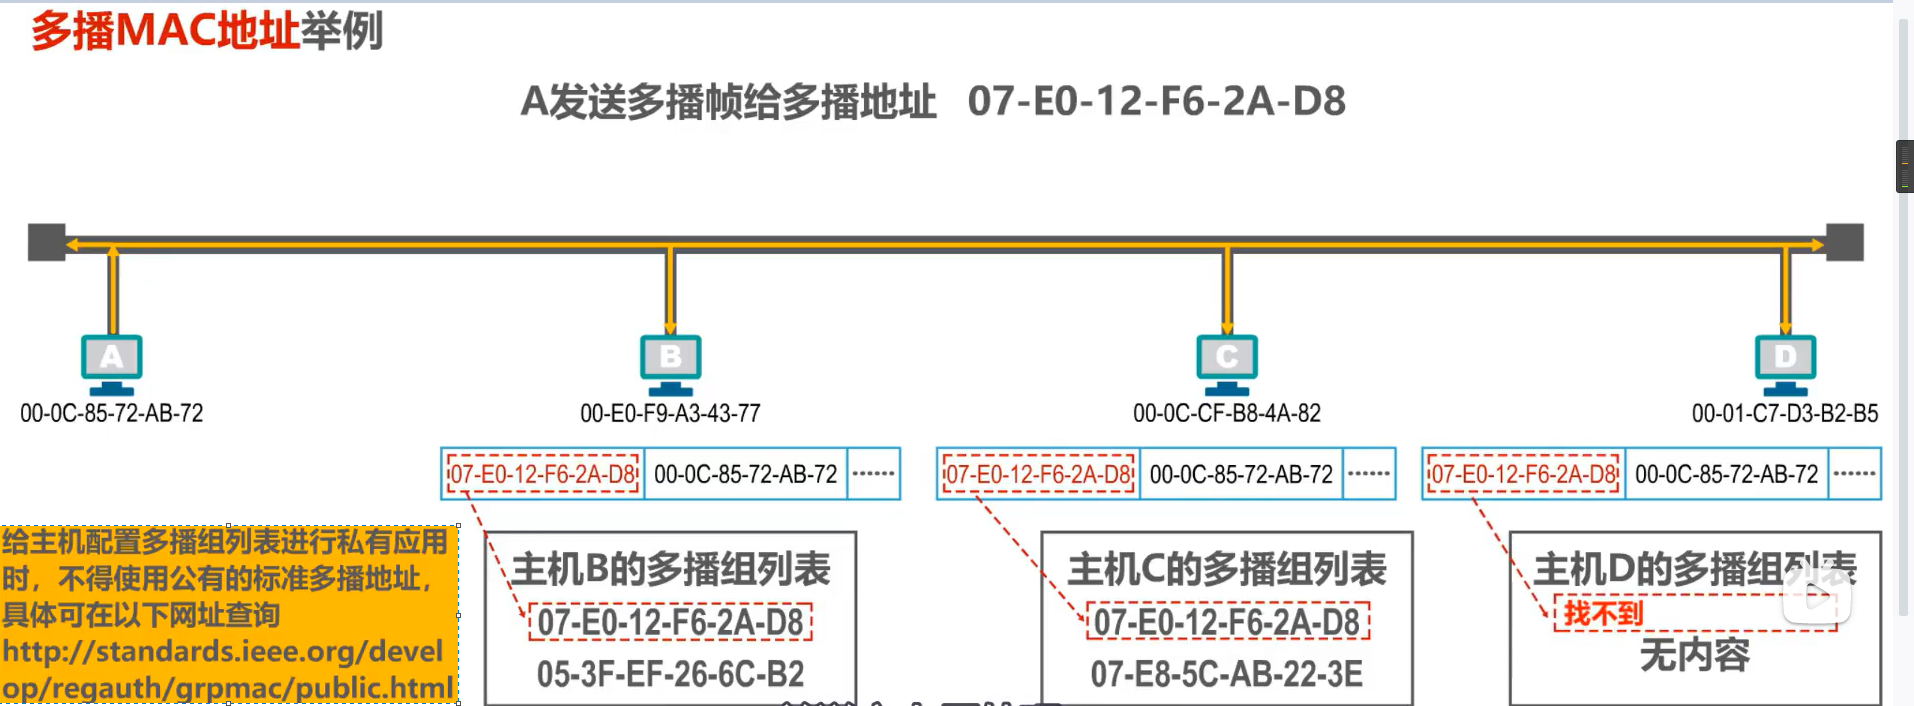 多播MAC地址举例
A发送多播帧给多播地址 07-E0-12-F6-2A-D8
A
B
C
D
00-0C-85-72-AB-72
00-E0-F9-A3-43-77
00-0C-CF-B8-4A-82
00-01-C7-D3-B2-B5
07-E0-12-F6-2A-D8 00-0C-85-72-AB-72 ······
07-E0-12-F6-2A-D8 00-0C-85-72-AB-72 ······
07-E0-12-F6-2A-D8 00-0C-85-72-AB-72 ······
给主机配置多播组列表进行私有应用
时，不得使用公有的标准多播地址，
具体可在以下网址查询
http://standards.ieee.org/devel
op/regauth/grpmac/public.html
主机B的多播组列表
07-E0-12-F6-2A-D8
05-3F-EF-26-6C-B2
主机C的多播组列表
07-E0-12-F6-2A-D8
07-E8-5C-AB-22-3E
主机D的多播组列表
找不到
无内容